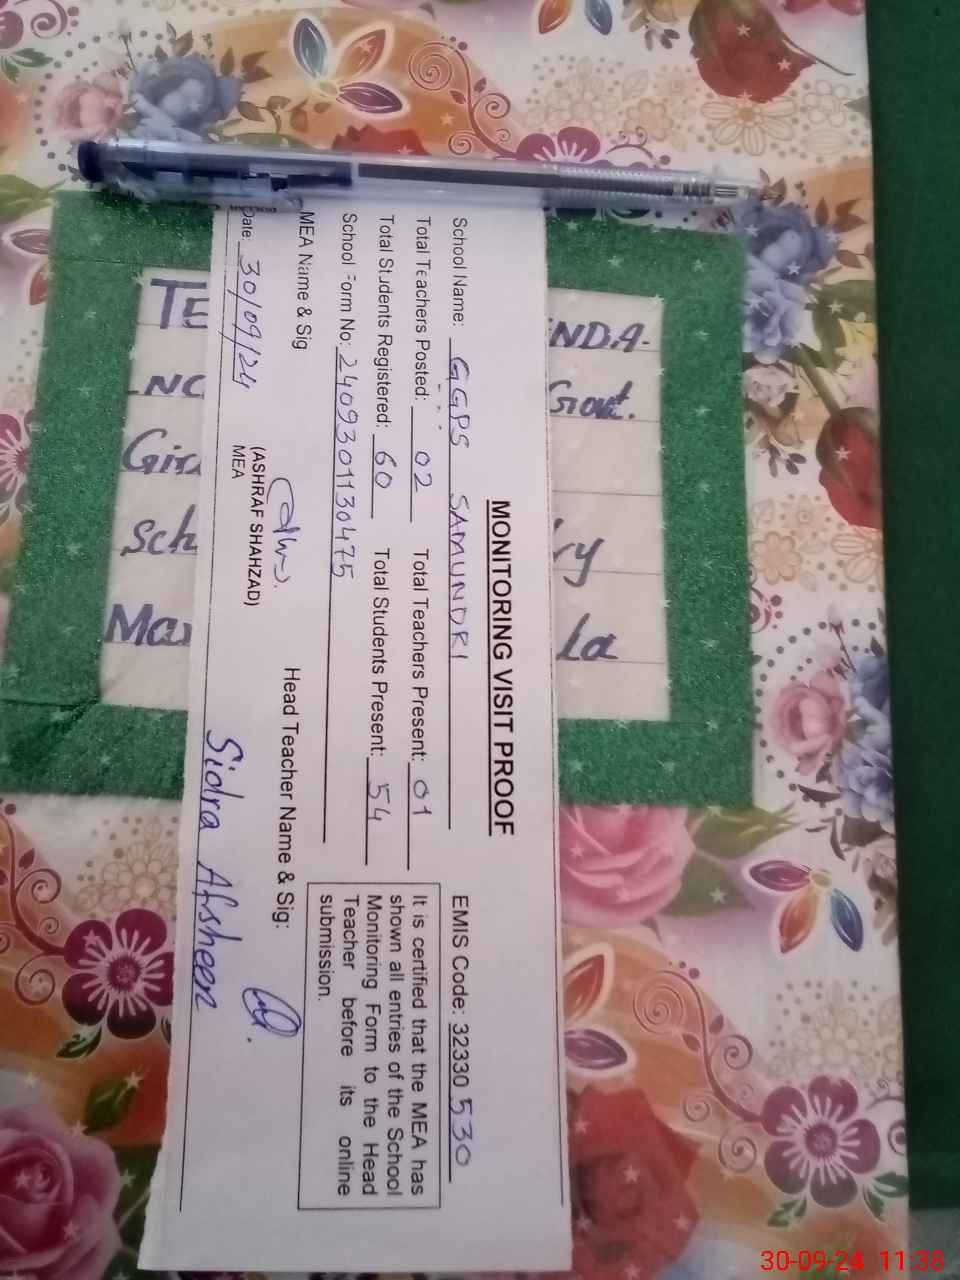 MONITORING VISIT PROOF
School Name: GGPS SAMUNDRI EMIS Code: 32330530
Total Teachers Posted: 02 Total Teachers Present: 01
Total Students Registered: 60 Total Students Present: 54
School Form No: 2409301130475
It is certified that the MEA has
shown all entries of the School
Monitoring Form to the Head
Teacher before its online
submission.
MEA Name & Sig Head Teacher Name & Sig:
(ASHRAF SHAHZAD)
MEA
Date: 30/09/24 Sidra Afsheen
NDA.
Govt.
Sch
ry
Ma
la
30-09-24 11:38